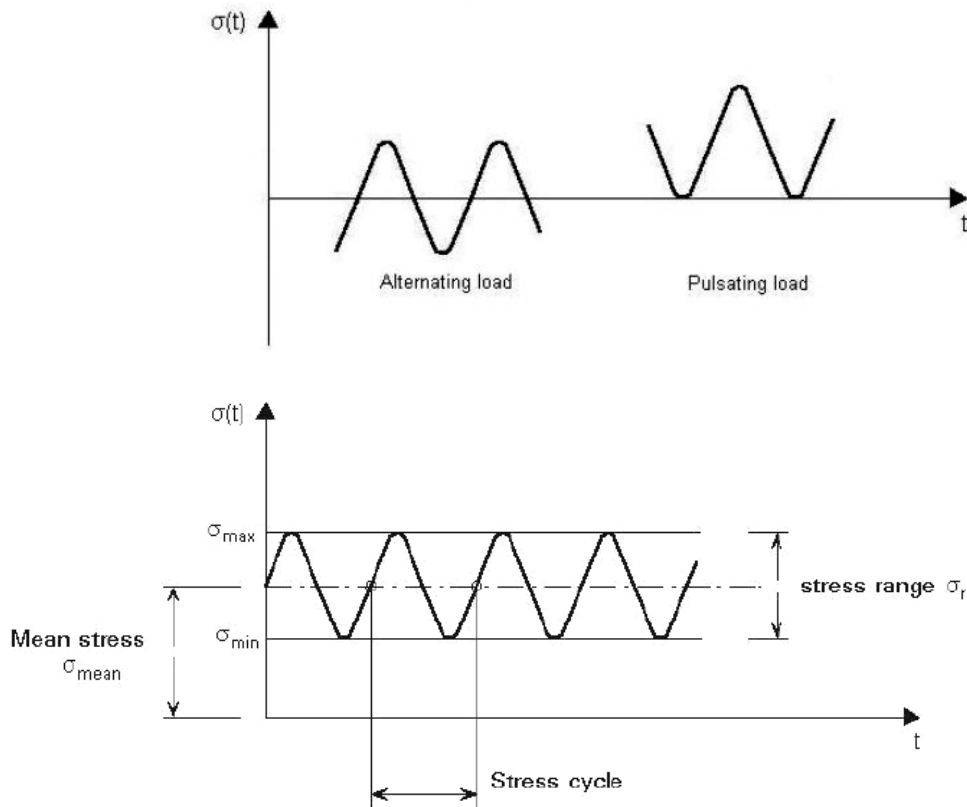 σ(t)
t
Alternating load
Pulsating load
σ(t)
σmax
stress range σr
Mean stress
σmean
σmin
t
Stress cycle